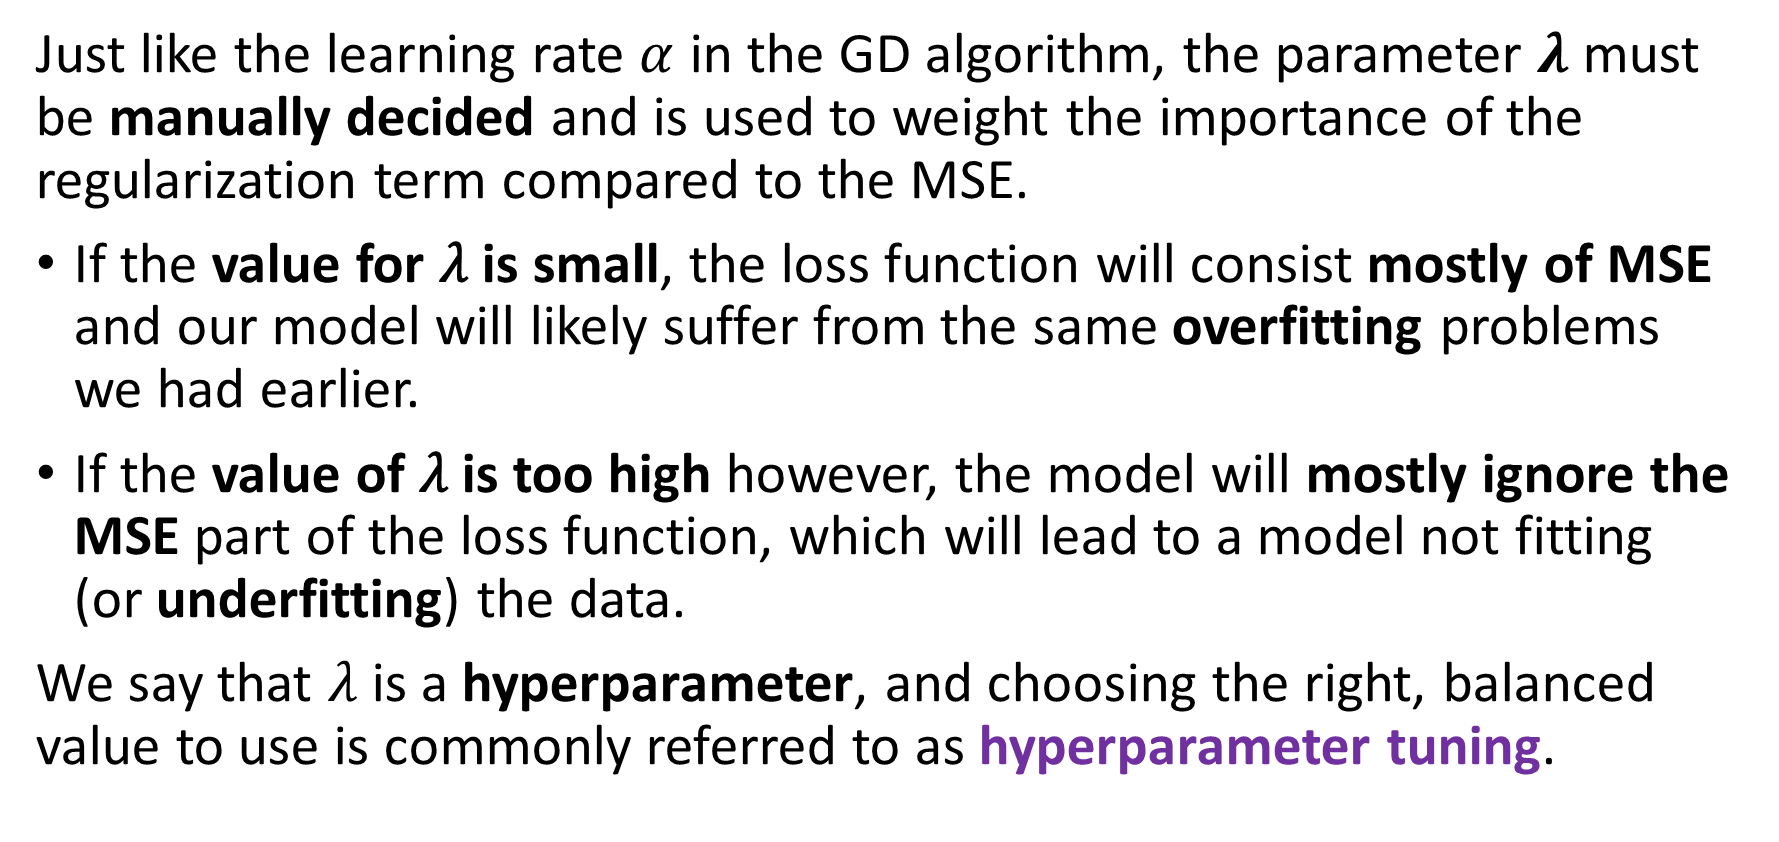 Just like the learning rate 𝛼 in the GD algorithm, the parameter 𝝀 must
be manually decided and is used to weight the importance of the
regularization term compared to the MSE.
• If the value for 𝜆 is small, the loss function will consist mostly of MSE
and our model will likely suffer from the same overfitting problems
we had earlier.
• If the value of 𝜆 is too high however, the model will mostly ignore the
MSE part of the loss function, which will lead to a model not fitting
(or underfitting) the data.
We say that 𝜆 is a hyperparameter, and choosing the right, balanced
value to use is commonly referred to as hyperparameter tuning.